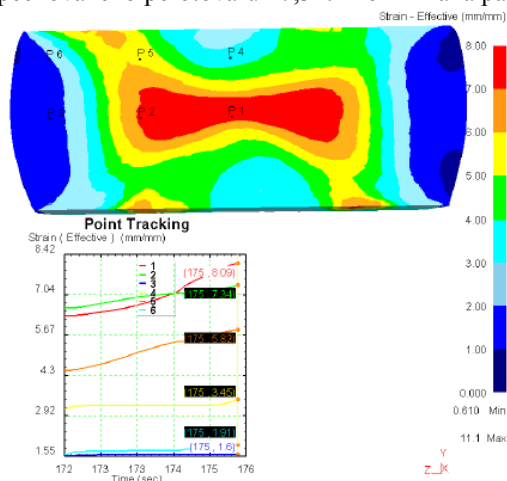 Strain - Effective (mm/mm)
8.00
7.00
6.00
5.00
4.00
3.00
2.00
1.00
0.000
0.610 Min
11.1 Max
P 6
P 5
P 4
P 2
P 1
Point Tracking
Strain ( Effective ) (mm/mm)
8.42
7.04
5.67
4.3
2.92
1.55
1
2
3
4
5
6
(175 , 8.09)
(175 , 7.34)
(175 , 5.82)
(175 , 3.45)
(175 , 1.91)
(175 , 1.6)
172 173 174 175 176
Time (sec)
Y
Z X